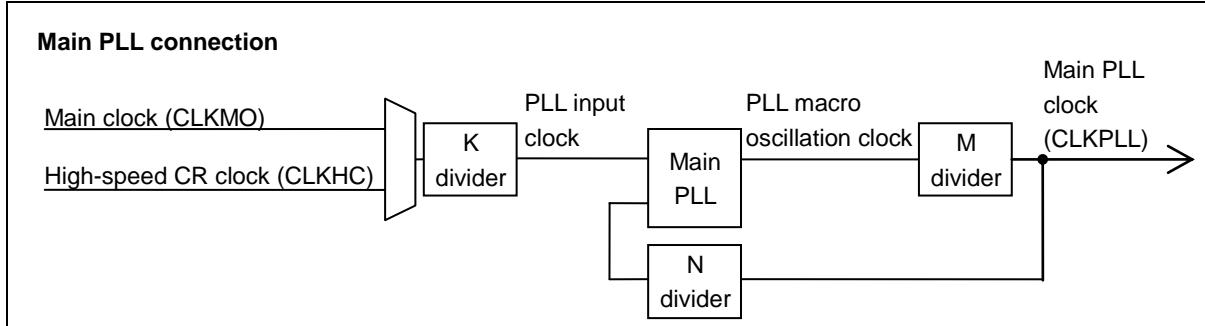 Main PLL connection
Main clock (CLKMO)
High-speed CR clock (CLKHC)
K
divider
PLL input
clock
Main
PLL
PLL macro
oscillation clock
M
divider
Main PLL
clock
(CLKPLL)
N
divider